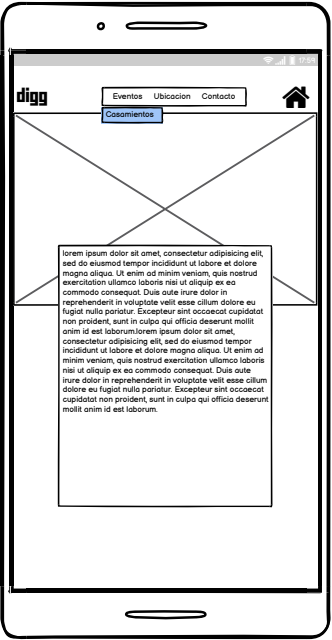 17:59
digg
Eventos Ubicacion Contacto
Casamientos
lorem ipsum dolor sit amet, consectetur adipisicing elit,
sed do eiusmod tempor incididunt ut labore et dolore
magna aliqua. Ut enim ad minim veniam, quis nostrud
exercitation ullamco laboris nisi ut aliquip ex ea
commodo consequat. Duis aute irure dolor in
reprehenderit in voluptate velit esse cillum dolore eu
fugiat nulla pariatur. Excepteur sint occaecat cupidatat
non proident, sunt in culpa qui officia deserunt mollit
anim id est laborum.lorem ipsum dolor sit amet,
consectetur adipisicing elit, sed do eiusmod tempor
incididunt ut labore et dolore magna aliqua. Ut enim ad
minim veniam, quis nostrud exercitation ullamco laboris
nisi ut aliquip ex ea commodo consequat. Duis aute
irure dolor in reprehenderit in voluptate velit esse cillum
dolore eu fugiat nulla pariatur. Excepteur sint occaecat
cupidatat non proident, sunt in culpa qui officia deserunt
mollit anim id est laborum.